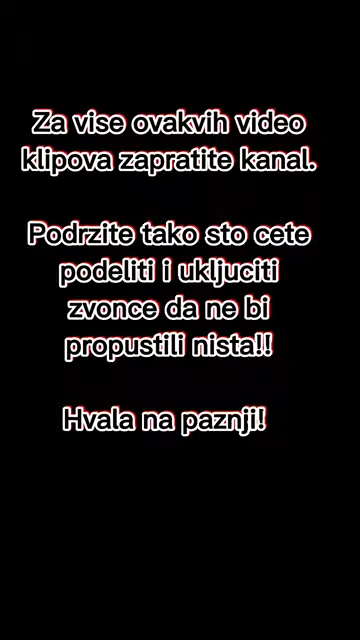 Za vise ovakvih video
klipova zapratite kanal.
Podrzite tako sto cete
podeliti i ukljuciti
zvonce da ne bi
propustili nista!!
Hvala na paznji!